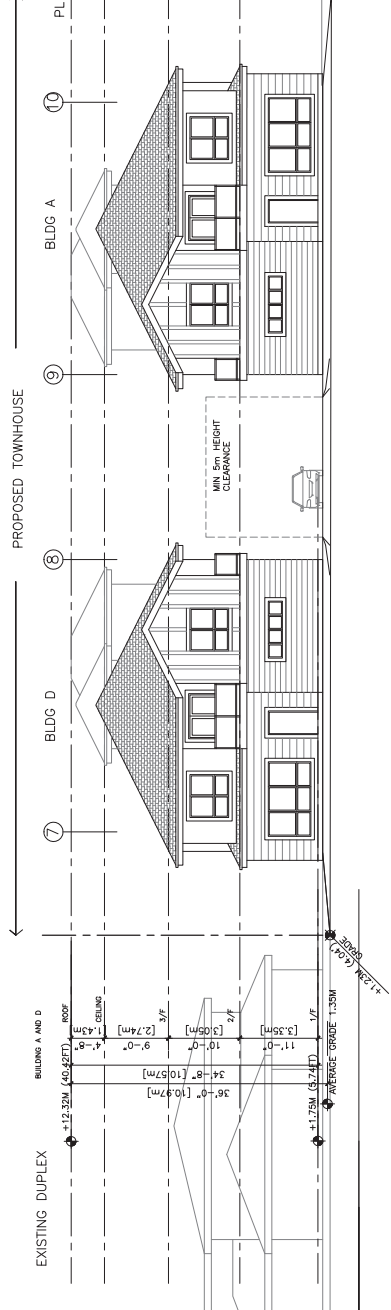 PROPOSED TOWNHOUSE
EXISTING DUPLEX
BLDG D
BLDG A
PL
7
8
9
10
BUILDING A AND D
ROOF
+12.32M (40.42FT)
CEILING
4'-8" [1.43m]
9'-0" [2.74m]
3/F
10'-0" [3.05m]
2/F
11'-0" [3.35m]
1/F
34'-8" [10.57m]
36'-0" [10.97m]
+1.75M (5.74FT)
AVERAGE GRADE 1.35M
+1.23M (4.04')
GRADE
MIN 5m HEIGHT
CLEARANCE